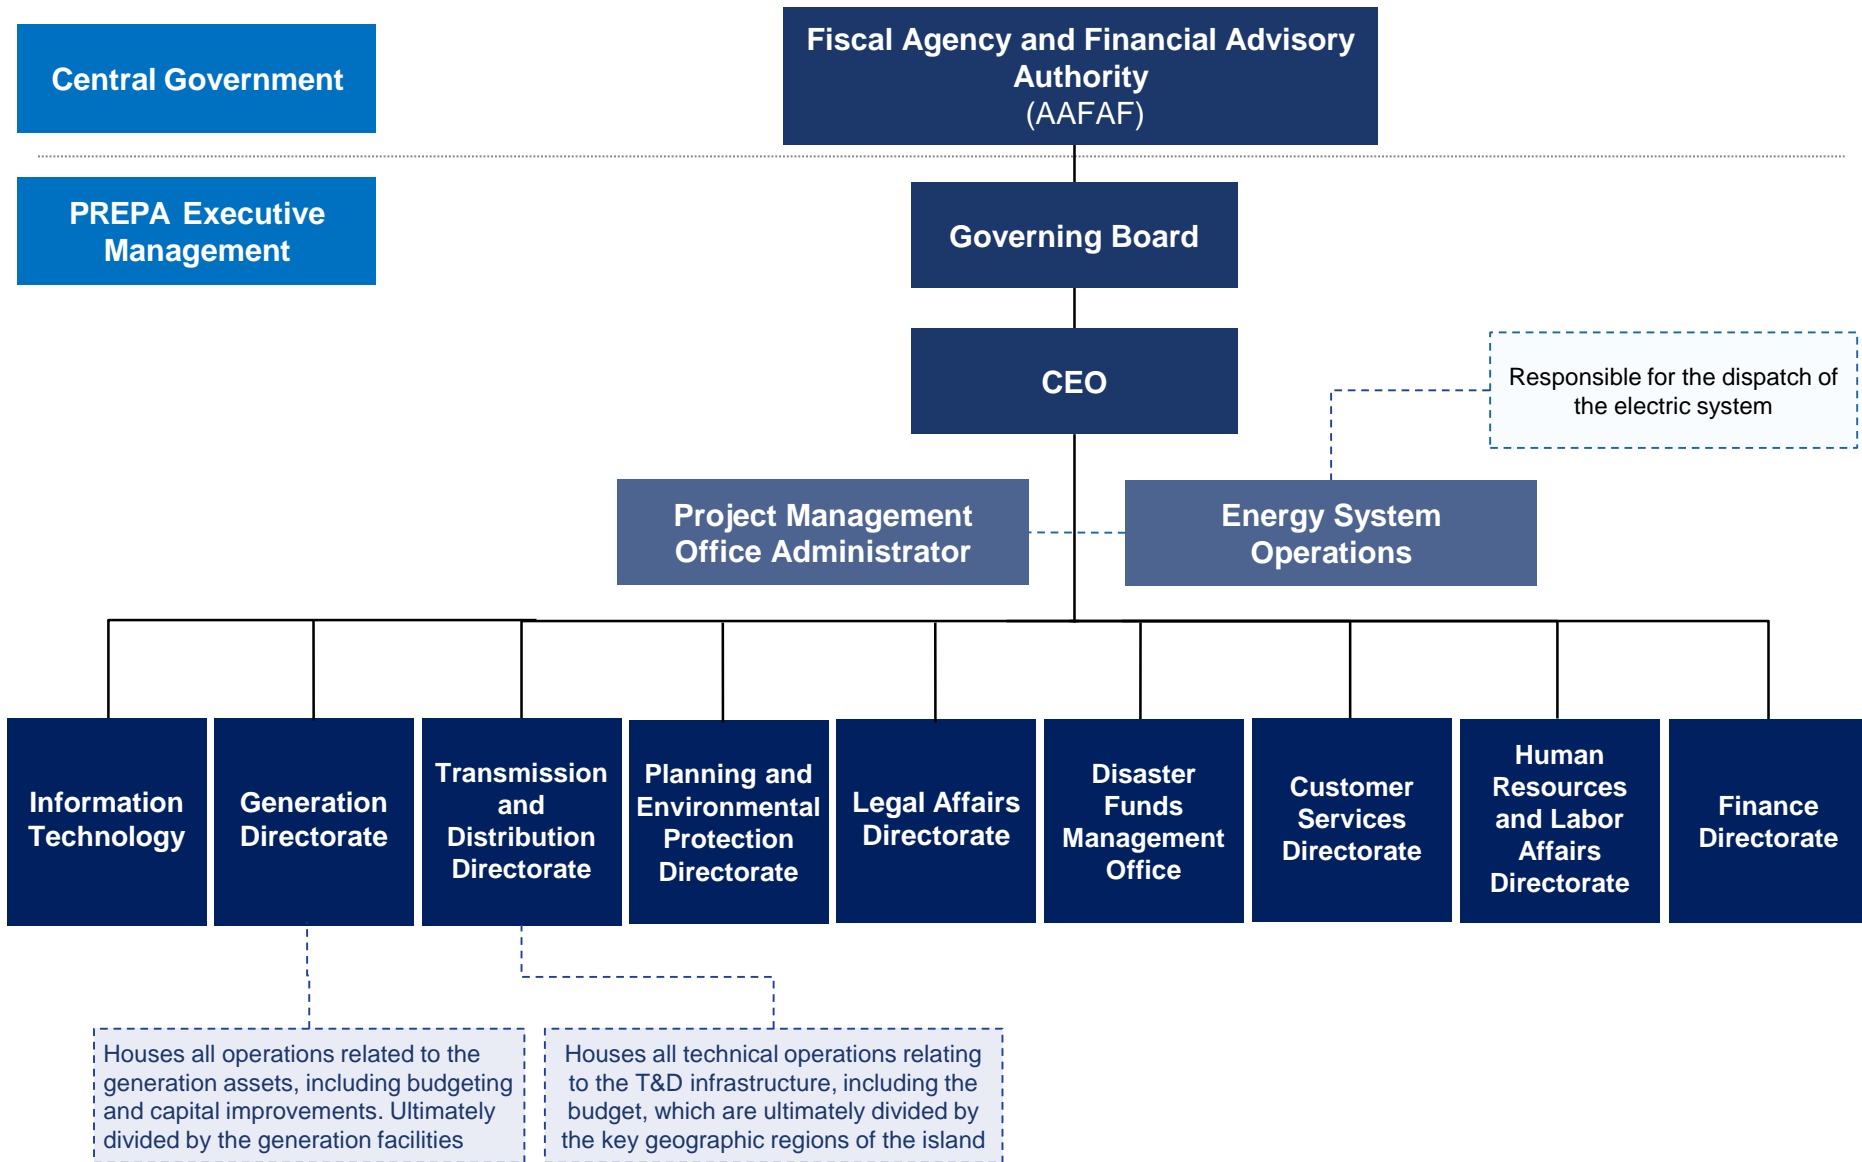 Central Government
Fiscal Agency and Financial Advisory
Authority
(AAFAF)
PREPA Executive
Management
Governing Board
CEO
Responsible for the dispatch of
the electric system
Project Management
Office Administrator
Energy System
Operations
Information
Technology
Generation
Directorate
Transmission
and
Distribution
Directorate
Planning and
Environmental
Protection
Directorate
Legal Affairs
Directorate
Disaster
Funds
Management
Office
Customer
Services
Directorate
Human
Resources
and Labor
Affairs
Directorate
Finance
Directorate
Houses all operations related to the
generation assets, including budgeting
and capital improvements. Ultimately
divided by the generation facilities
Houses all technical operations relating
to the T&D infrastructure, including the
budget, which are ultimately divided by
the key geographic regions of the island